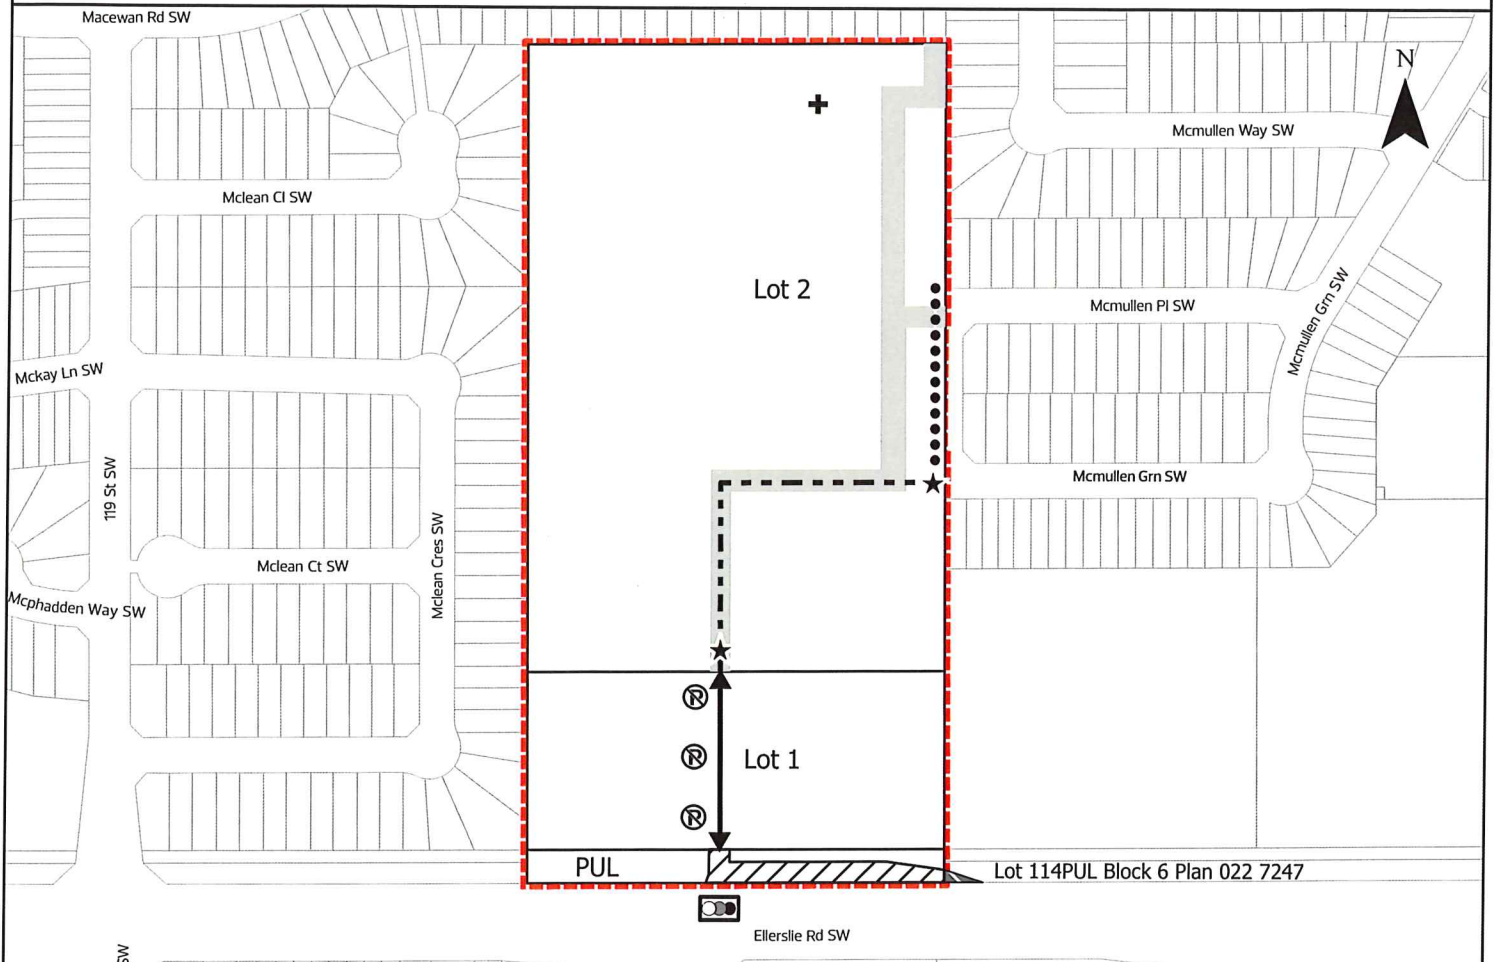 Macewan Rd SW
N
Mcmullen Way SW
Mclean Cl SW
Lot 2
Mcmullen Pl SW
Mcmullen Grn SW
Mckay Ln SW
119 St SW
Mcmullen Grn SW
Mclean Cres SW
Mclean Ct SW
Mcphadden Way SW
P
P
Lot 1
P
PUL
Lot 114PUL Block 6 Plan 022 7247
Ellerslie Rd SW
SW